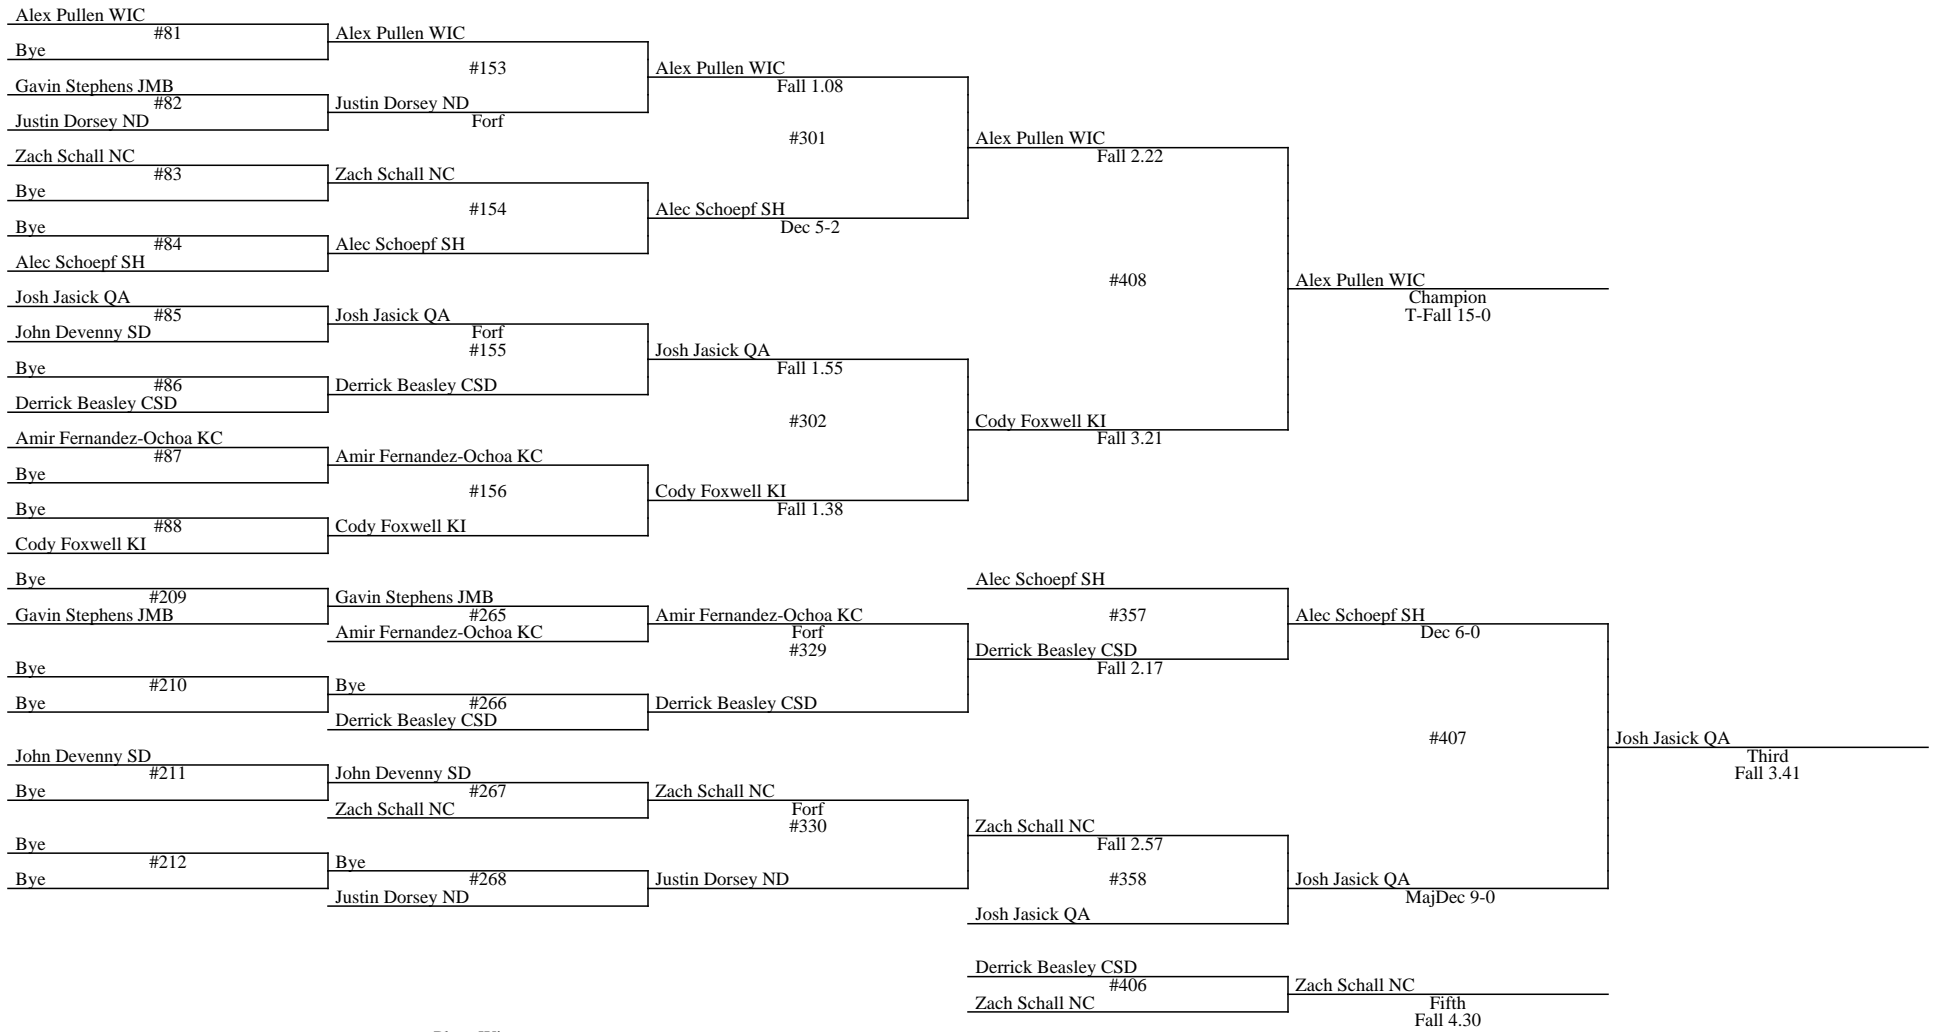 Alex Pullen WIC
#81
Bye
Alex Pullen WIC
#153
Gavin Stephens JMB
#82
Justin Dorsey ND
Justin Dorsey ND
Forf
Alex Pullen WIC
Fall 1.08
#301
Zach Schall NC
#83
Bye
Zach Schall NC
#154
Bye
#84
Alec Schoepf SH
Alec Schoepf SH
Alec Schoepf SH
Dec 5-2
Alex Pullen WIC
Fall 2.22
#408
Josh Jasick QA
#85
John Devenny SD
Josh Jasick QA
Forf
#155
Bye
#86
Derrick Beasley CSD
Derrick Beasley CSD
Josh Jasick QA
Fall 1.55
#302
Amir Fernandez-Ochoa KC
#87
Bye
Amir Fernandez-Ochoa KC
#156
Bye
#88
Cody Foxwell KI
Cody Foxwell KI
Cody Foxwell KI
Fall 1.38
Cody Foxwell KI
Fall 3.21
Alex Pullen WIC
Champion
T-Fall 15-0
Bye
#209
Gavin Stephens JMB
Gavin Stephens JMB
#265
Amir Fernandez-Ochoa KC
Amir Fernandez-Ochoa KC
Forf
#329
Bye
#210
Bye
Bye
#266
Derrick Beasley CSD
Derrick Beasley CSD
Alec Schoepf SH
#357
Derrick Beasley CSD
Fall 2.17
Alec Schoepf SH
Dec 6-0
#407
John Devenny SD
#211
Bye
John Devenny SD
#267
Zach Schall NC
Zach Schall NC
Forf
#330
Bye
#212
Bye
Bye
#268
Justin Dorsey ND
Justin Dorsey ND
Zach Schall NC
Fall 2.57
#358
Josh Jasick QA
Josh Jasick QA
MajDec 9-0
Josh Jasick QA
Third
Fall 3.41
Derrick Beasley CSD
#406
Zach Schall NC
Zach Schall NC
Fifth
Fall 4.30